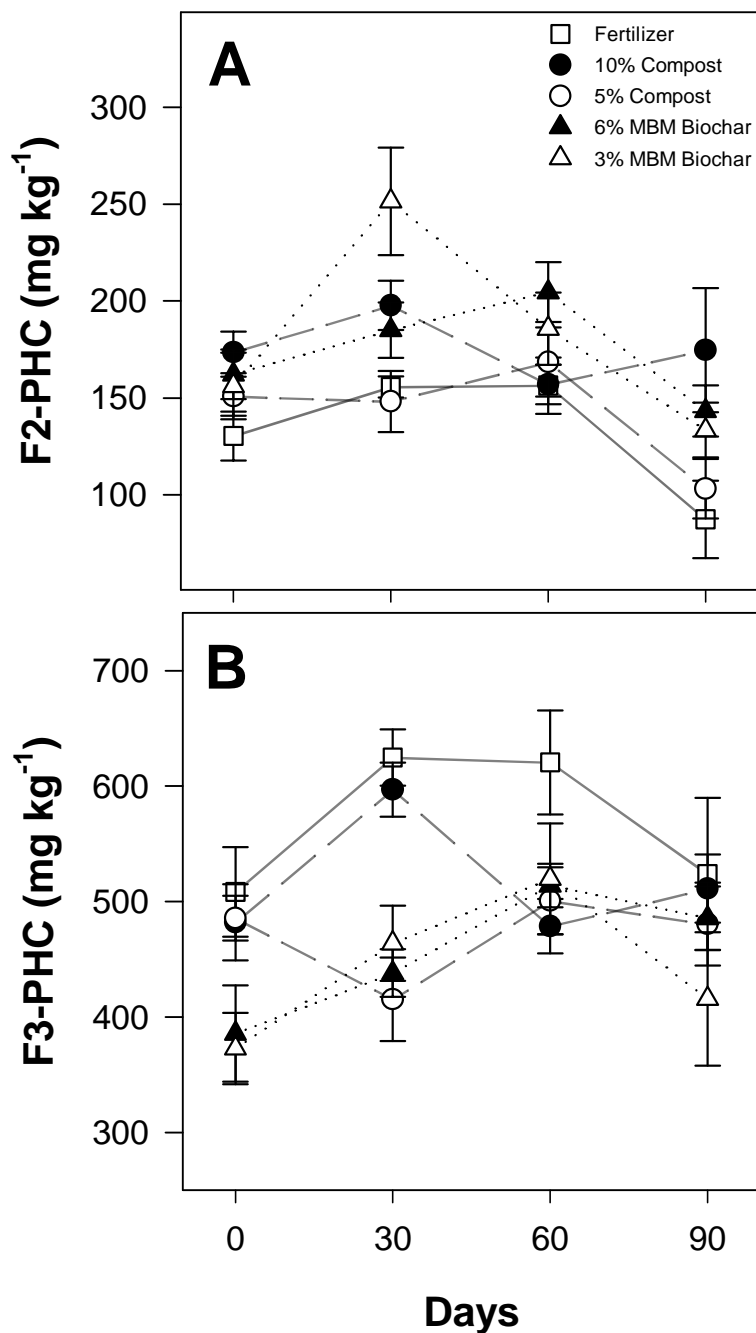 A
Fertilizer
10% Compost
5% Compost
6% MBM Biochar
3% MBM Biochar
F2-PHC (mg kg⁻¹)
300
250
200
150
100
B
F3-PHC (mg kg⁻¹)
700
600
500
400
300
0 30 60 90
Days